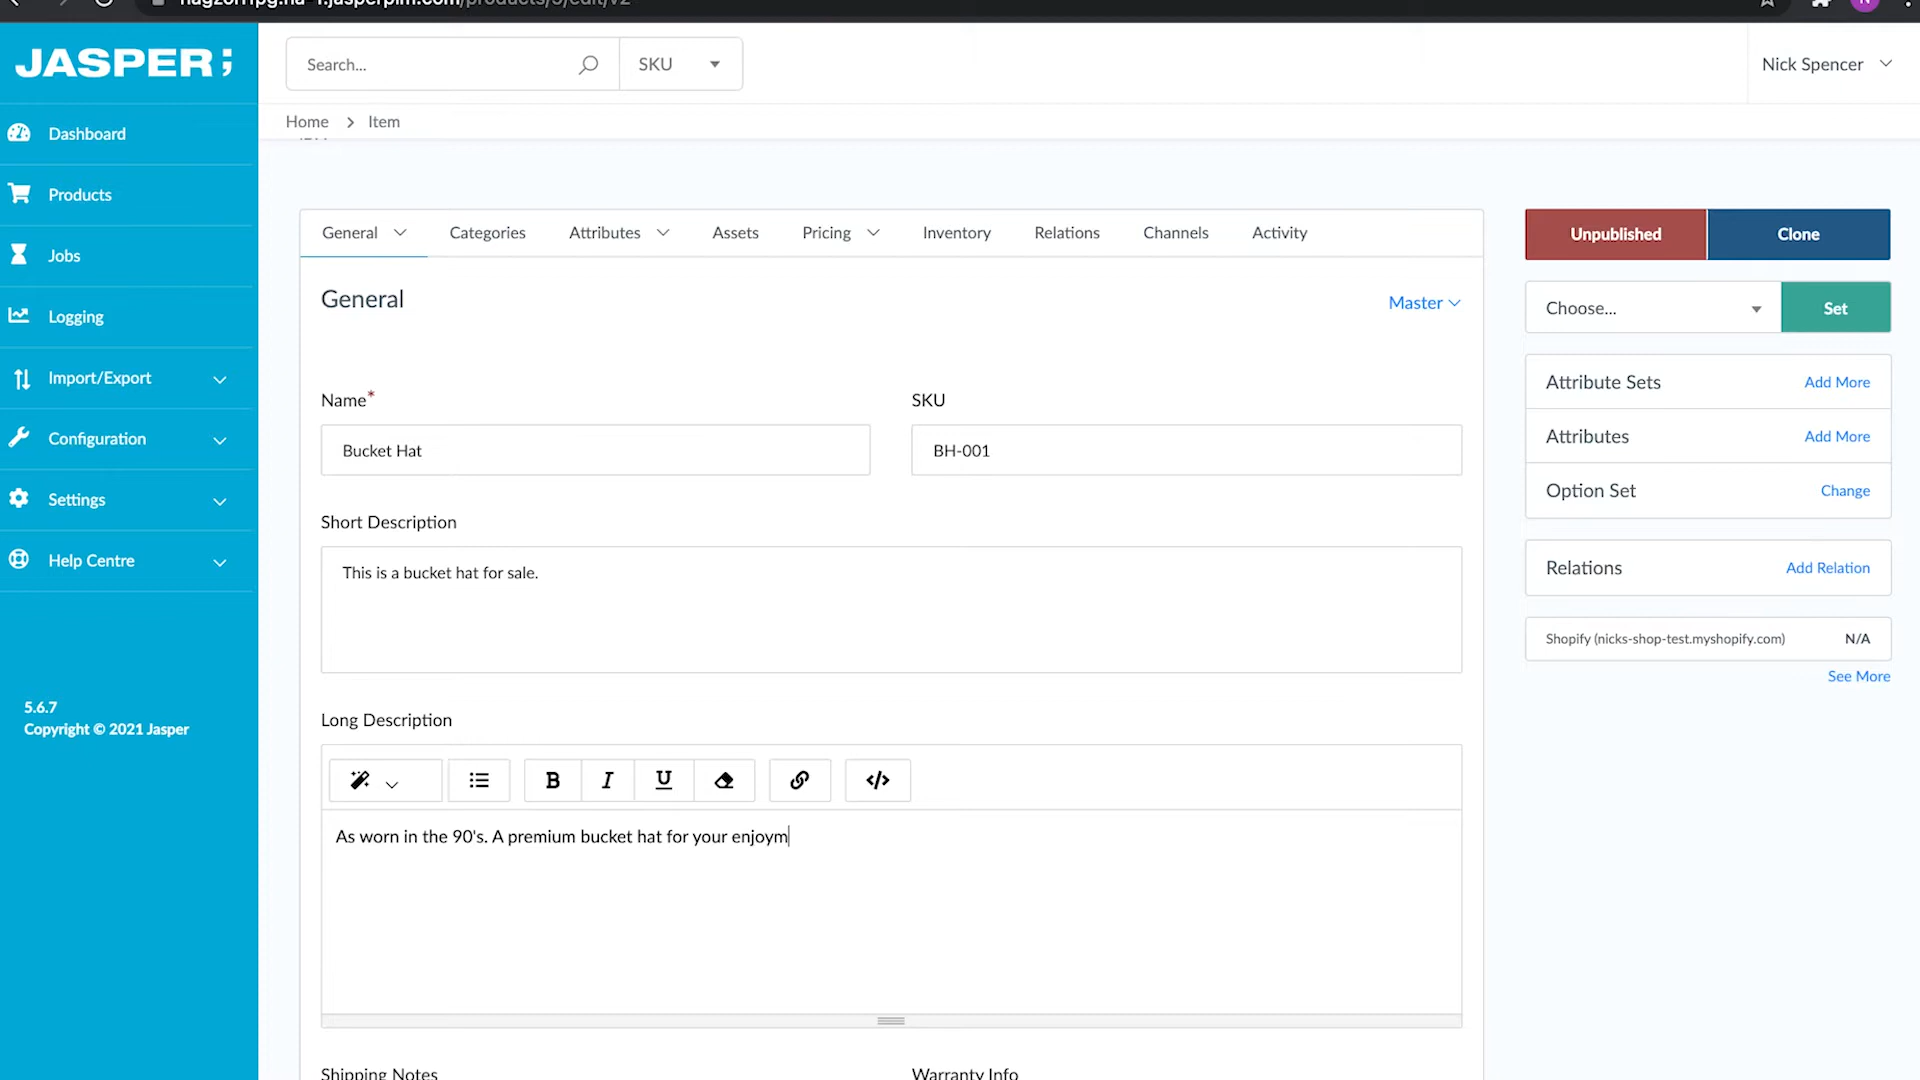 JASPER;
Search...
SKU
Nick Spencer
Home > Item
Dashboard
Products
Jobs
Logging
Import/Export
Configuration
Settings
Help Centre
5.6.7
Copyright © 2021 Jasper
General
Categories
Attributes
Assets
Pricing
Inventory
Relations
Channels
Activity
General
Master
Name*
SKU
Bucket Hat
BH-001
Short Description
This is a bucket hat for sale.
Long Description
B I U </>
As worn in the 90's. A premium bucket hat for your enjoym
Shipping Notes
Warranty Info
Unpublished
Clone
Choose...
Set
Attribute Sets
Add More
Attributes
Add More
Option Set
Change
Relations
Add Relation
Shopify (nicks-shop-test.myshopify.com)
N/A
See More